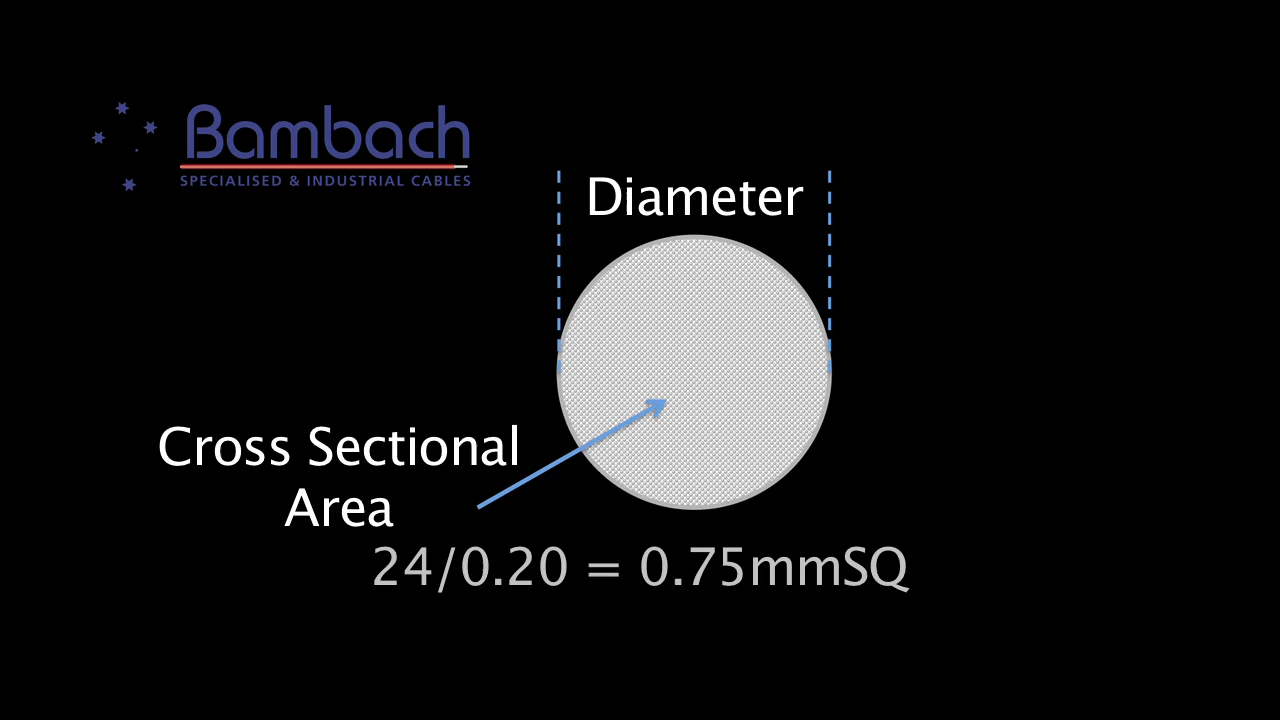 Bambach
SPECIALISED & INDUSTRIAL CABLES
Diameter
Cross Sectional
Area
24/0.20 = 0.75mmSQ